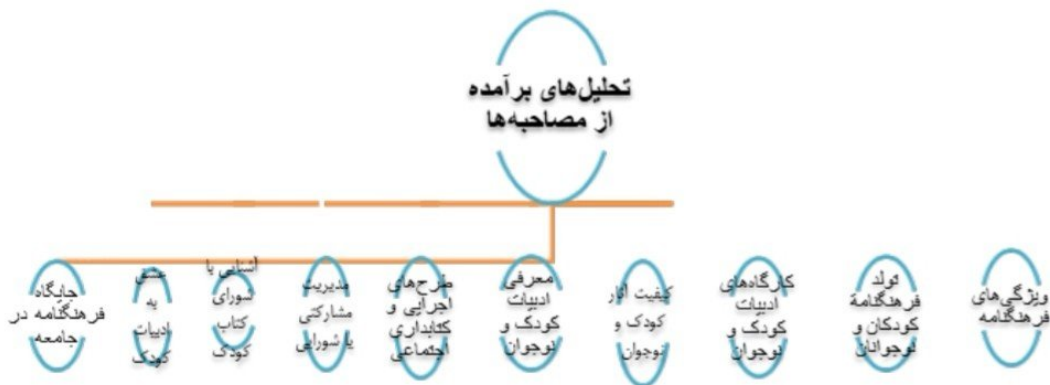 تحلیل‌های برآمده
از مصاحبه‌ها
ویژگی‌های
فرهنگنامه
تولد
فرهنگنامهٔ
کودکان و
نوجوانان
کارگاه‌های
ادبیات
کودک و
نوجوان
کیفیت آثار
کودک و
نوجوان
معرفی
ادبیات
کودک و
نوجوان
طرح‌های
اجرایی و
کتابداری
اجتماعی
مدیریت
مشارکتی
یا شورایی
آشنایی با
شورای
کتاب
کودک
عشق
به
ادبیات
کودک
جایگاه
فرهنگنامه در
جامعه